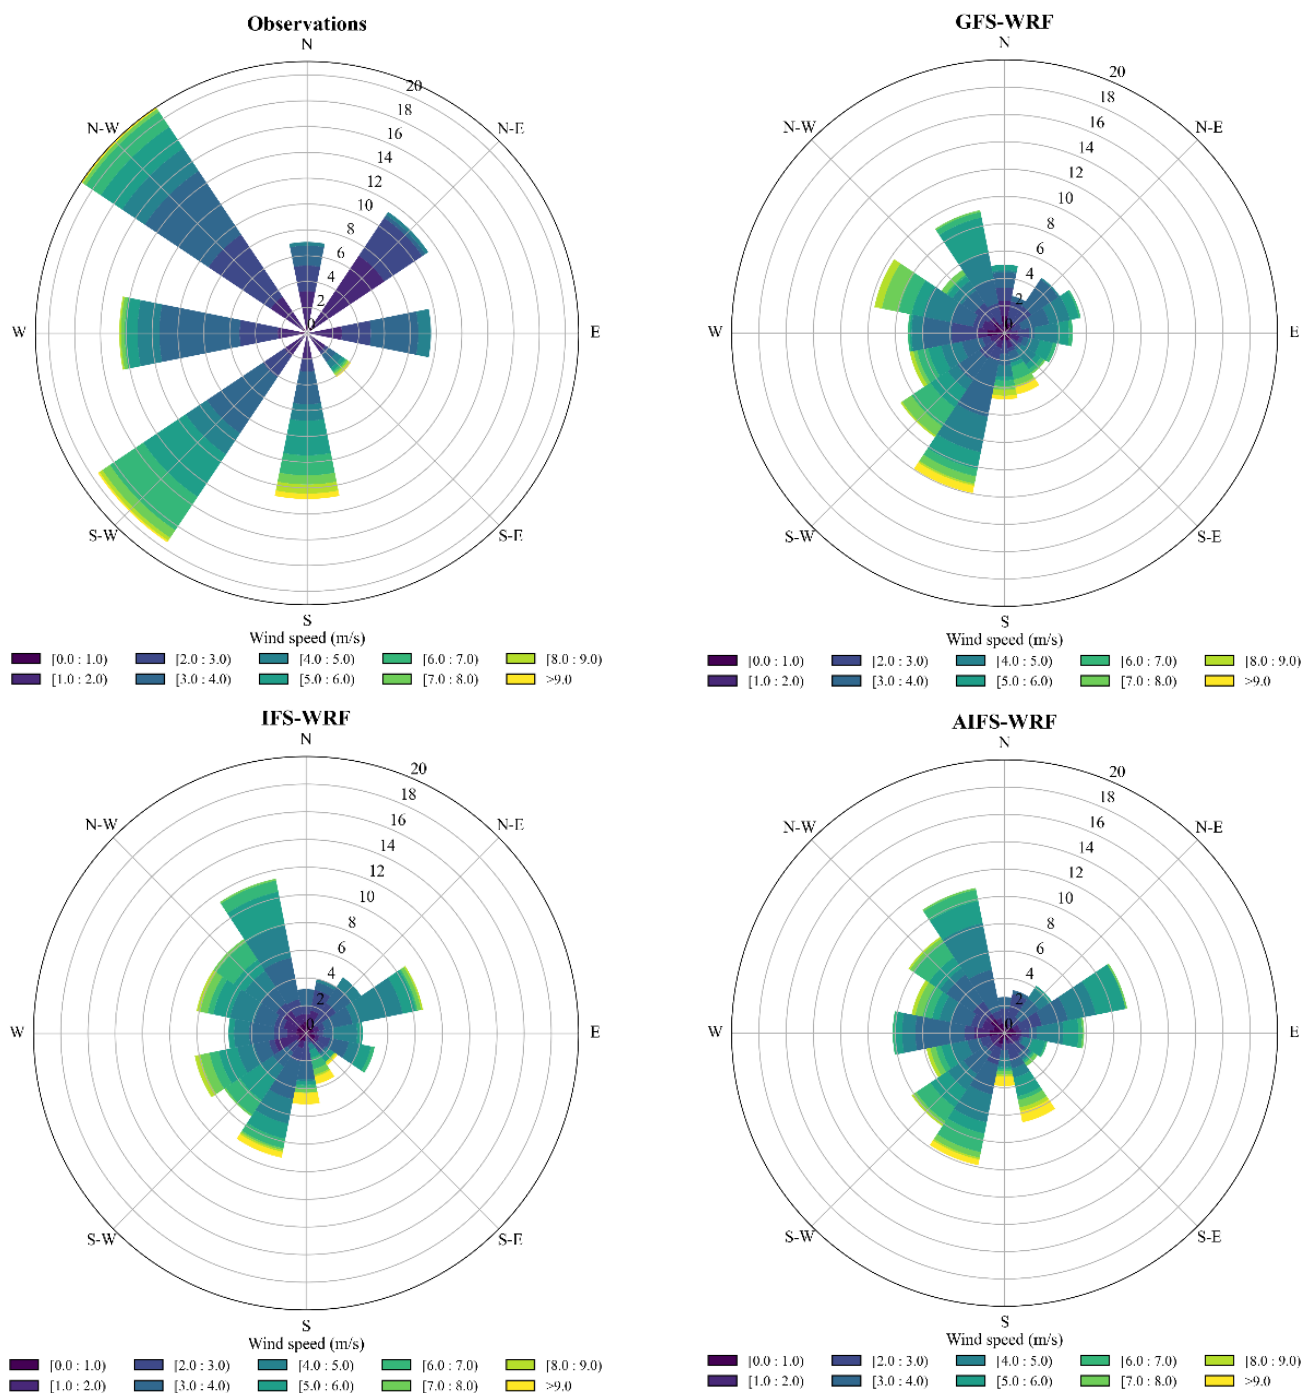 Observations
N
20
18
16
14
12
10
8
6
4
2
0
N-W
N-E
W
E
S-W
S-E
S
Wind speed (m/s)
[0.0 : 1.0) [2.0 : 3.0) [4.0 : 5.0) [6.0 : 7.0) [8.0 : 9.0)
[1.0 : 2.0) [3.0 : 4.0) [5.0 : 6.0) [7.0 : 8.0) >9.0
GFS-WRF
N
20
18
16
14
12
10
8
6
4
2
0
N-W
N-E
W
E
S-W
S-E
S
Wind speed (m/s)
[0.0 : 1.0) [2.0 : 3.0) [4.0 : 5.0) [6.0 : 7.0) [8.0 : 9.0)
[1.0 : 2.0) [3.0 : 4.0) [5.0 : 6.0) [7.0 : 8.0) >9.0
IFS-WRF
N
20
18
16
14
12
10
8
6
4
2
0
N-W
N-E
W
E
S-W
S-E
S
Wind speed (m/s)
[0.0 : 1.0) [2.0 : 3.0) [4.0 : 5.0) [6.0 : 7.0) [8.0 : 9.0)
[1.0 : 2.0) [3.0 : 4.0) [5.0 : 6.0) [7.0 : 8.0) >9.0
AIFS-WRF
N
20
18
16
14
12
10
8
6
4
2
0
N-W
N-E
W
E
S-W
S-E
S
Wind speed (m/s)
[0.0 : 1.0) [2.0 : 3.0) [4.0 : 5.0) [6.0 : 7.0) [8.0 : 9.0)
[1.0 : 2.0) [3.0 : 4.0) [5.0 : 6.0) [7.0 : 8.0) >9.0